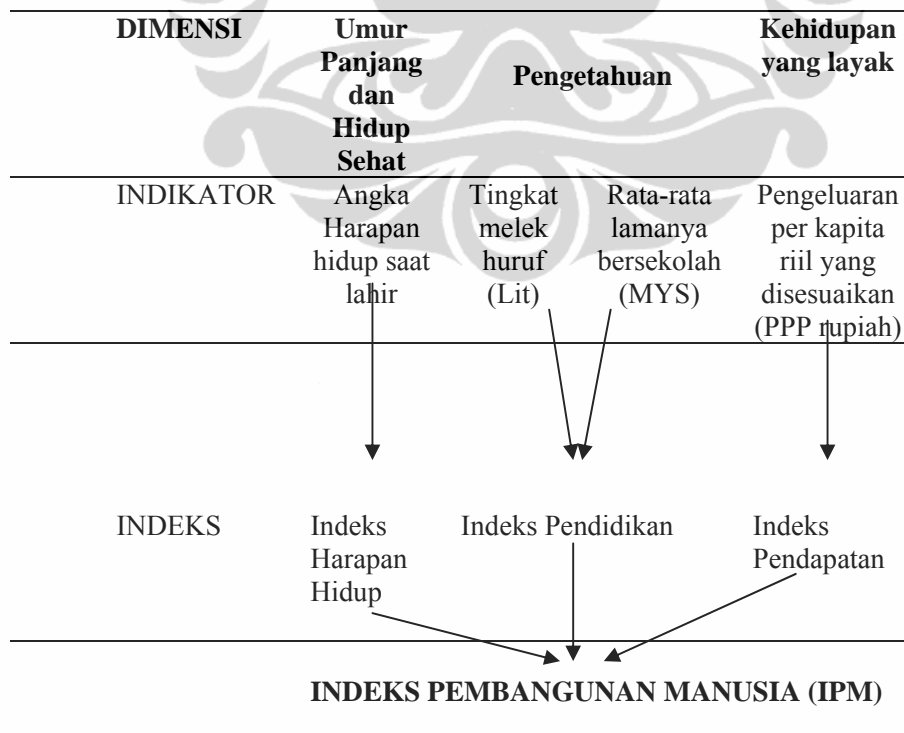 DIMENSI
Umur
Panjang
dan
Hidup
Sehat
Pengetahuan
Kehidupan
yang layak
INDIKATOR
Angka
Harapan
hidup saat
lahir
Tingkat
melek
huruf
(Lit)
Rata-rata
lamanya
bersekolah
(MYS)
Pengeluaran
per kapita
riil yang
disesuaikan
(PPP rupiah)
INDEKS
Indeks
Harapan
Hidup
Indeks Pendidikan
Indeks
Pendapatan
INDEKS PEMBANGUNAN MANUSIA (IPM)